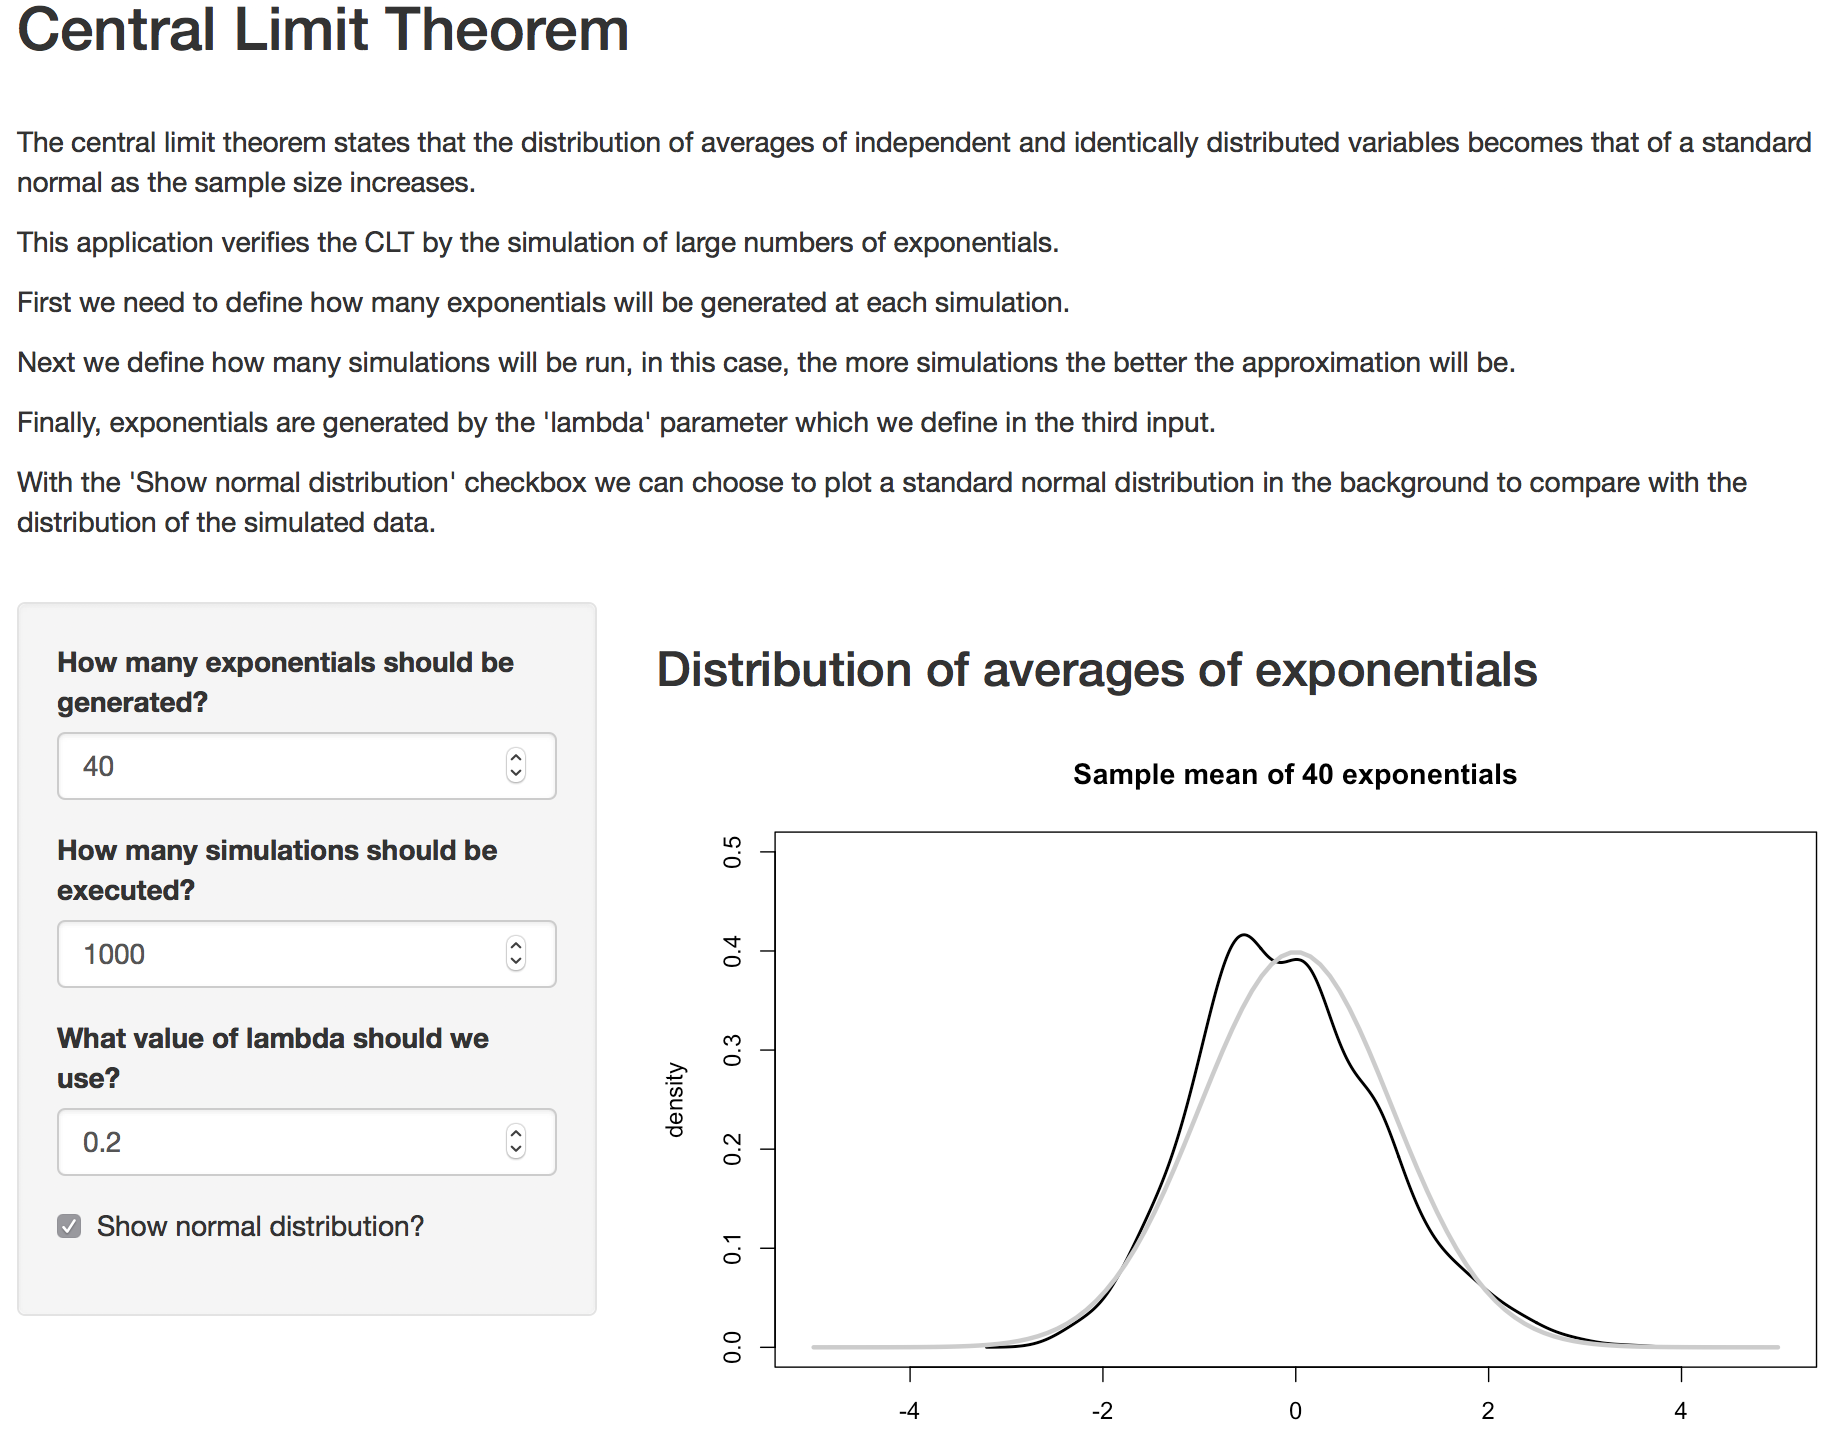 Central Limit Theorem
The central limit theorem states that the distribution of averages of independent and identically distributed variables becomes that of a standard
normal as the sample size increases.
This application verifies the CLT by the simulation of large numbers of exponentials.
First we need to define how many exponentials will be generated at each simulation.
Next we define how many simulations will be run, in this case, the more simulations the better the approximation will be.
Finally, exponentials are generated by the 'lambda' parameter which we define in the third input.
With the 'Show normal distribution' checkbox we can choose to plot a standard normal distribution in the background to compare with the
distribution of the simulated data.
How many exponentials should be
generated?
40
How many simulations should be
executed?
1000
What value of lambda should we
use?
0.2
Show normal distribution?
Distribution of averages of exponentials
Sample mean of 40 exponentials
density
0.5
0.4
0.3
0.2
0.1
0.0
-4 -2 0 2 4